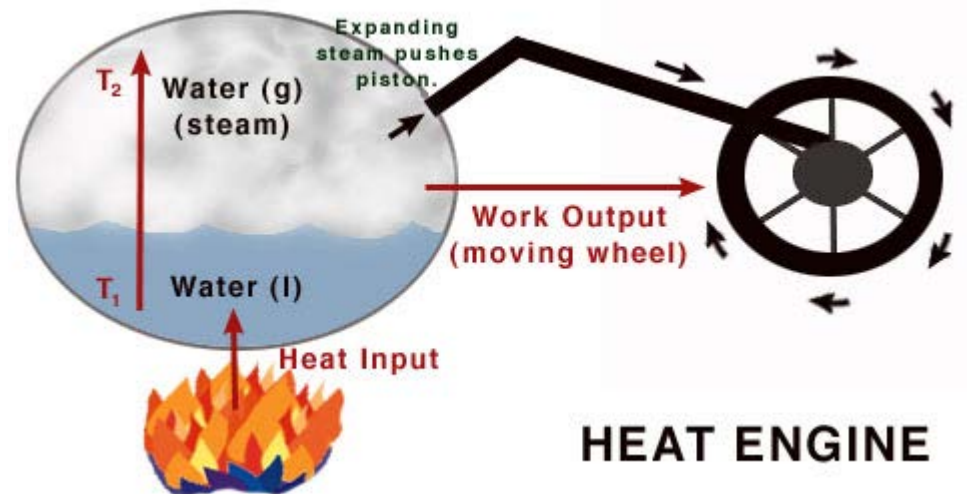 Expanding
steam pushes
piston.
T₂
Water (g)
(steam)
Work Output
(moving wheel)
T₁
Water (l)
Heat Input
HEAT ENGINE